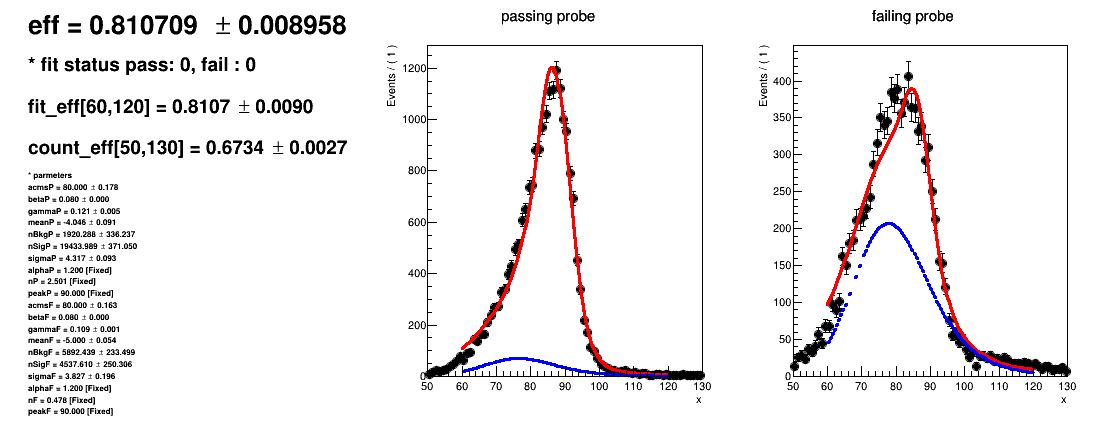 eff = 0.810709 ± 0.008958
* fit status pass: 0, fail : 0
fit_eff[60,120] = 0.8107 ± 0.0090
count_eff[50,130] = 0.6734 ± 0.0027
* parmeters
acmsP = 80.000 ± 0.178
betaP = 0.080 ± 0.000
gammaP = 0.121 ± 0.005
meanP = -4.046 ± 0.091
nBkgP = 1920.288 ± 336.237
nSigP = 19433.989 ± 371.050
sigmaP = 4.317 ± 0.093
alphaP = 1.200 [Fixed]
nP = 2.501 [Fixed]
peakP = 90.000 [Fixed]
acmsF = 80.000 ± 0.163
betaF = 0.080 ± 0.000
gammaF = 0.109 ± 0.001
meanF = -5.000 ± 0.054
nBkgF = 5892.439 ± 233.499
nSigF = 4537.610 ± 250.306
sigmaF = 3.827 ± 0.196
alphaF = 1.200 [Fixed]
nF = 0.478 [Fixed]
peakF = 90.000 [Fixed]
passing probe
Events / ( 1 )
1200
1000
800
600
400
200
0
50 60 70 80 90 100 110 120 130
x
failing probe
Events / ( 1 )
400
350
300
250
200
150
100
50
0
50 60 70 80 90 100 110 120 130
x